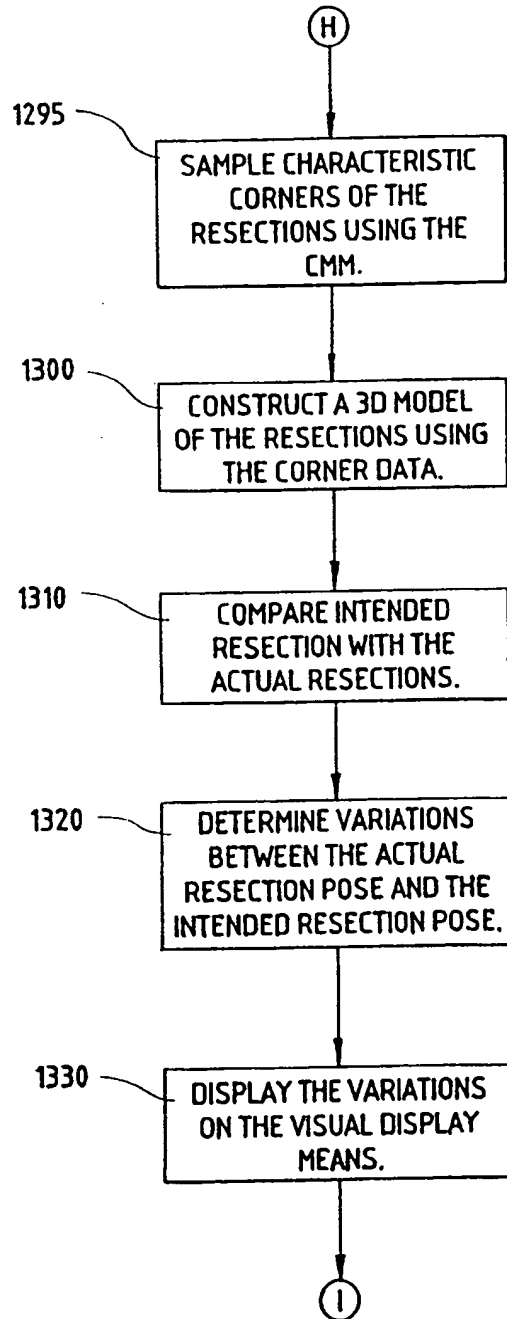 H
1295
SAMPLE CHARACTERISTIC
CORNERS OF THE
RESECTIONS USING THE
CMM.
1300
CONSTRUCT A 3D MODEL
OF THE RESECTIONS USING
THE CORNER DATA.
1310
COMPARE INTENDED
RESECTION WITH THE
ACTUAL RESECTIONS.
1320
DETERMINE VARIATIONS
BETWEEN THE ACTUAL
RESECTION POSE AND THE
INTENDED RESECTION POSE.
1330
DISPLAY THE VARIATIONS
ON THE VISUAL DISPLAY
MEANS.
I